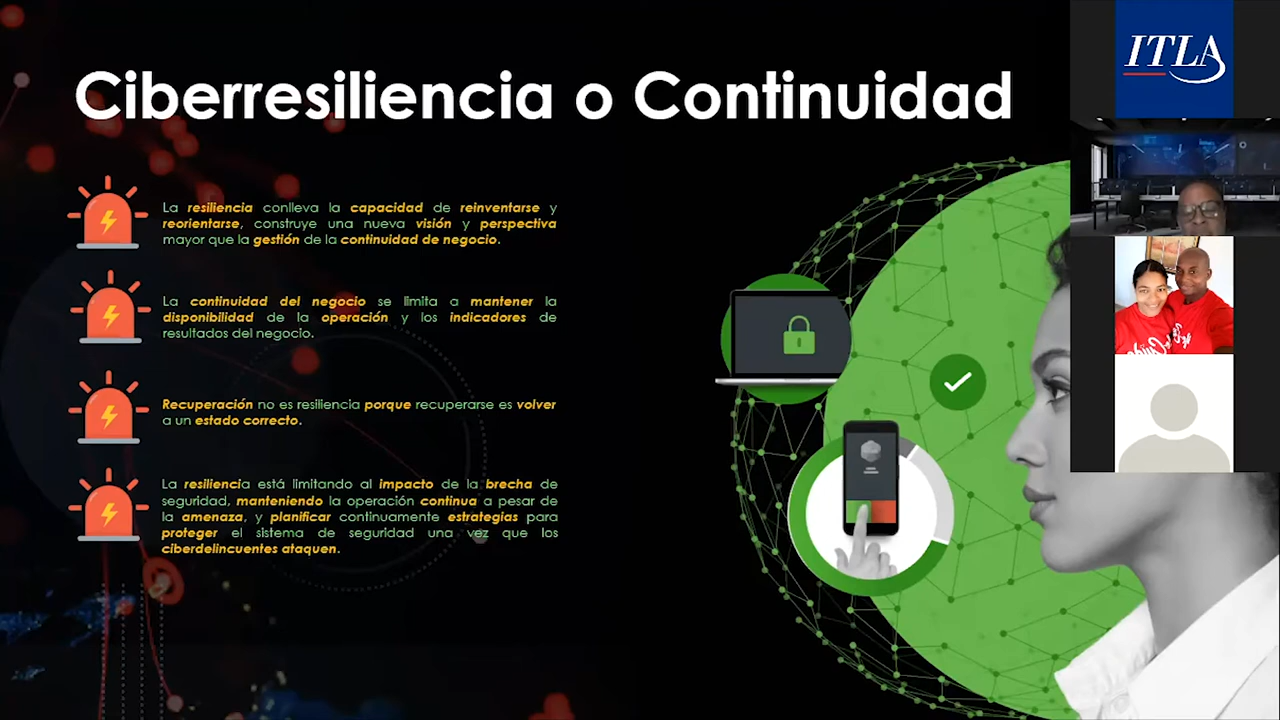 Ciberresiliencia o Continuidad
La resiliencia conlleva la capacidad de reinventarse y
reorientarse, construye una nueva visión y perspectiva
mayor que la gestión de la continuidad de negocio.
La continuidad del negocio se limita a mantener la
disponibilidad de la operación y los indicadores de
resultados del negocio.
Recuperación no es resiliencia porque recuperarse es volver
a un estado correcto.
La resiliencia está limitando al impacto de la brecha de
seguridad, manteniendo la operación continua a pesar de
la amenaza, y planificar continuamente estrategias para
proteger el sistema de seguridad una vez que los
ciberdelincuentes ataquen.
ITLA